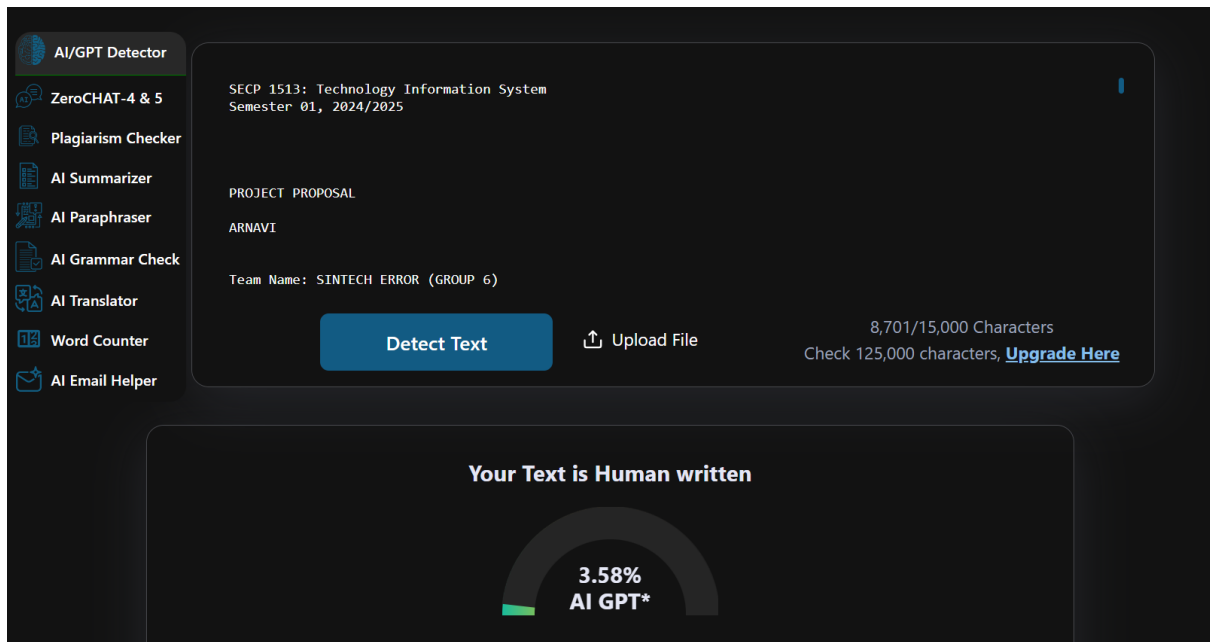 AI/GPT Detector
ZeroCHAT-4 & 5
Plagiarism Checker
AI Summarizer
AI Paraphraser
AI Grammar Check
AI Translator
Word Counter
AI Email Helper
SECP 1513: Technology Information System
Semester 01, 2024/2025
PROJECT PROPOSAL
ARNAVI
Team Name: SINTECH ERROR (GROUP 6)
Detect Text
Upload File
8,701/15,000 Characters
Check 125,000 characters, Upgrade Here
Your Text is Human written
3.58%
AI GPT*